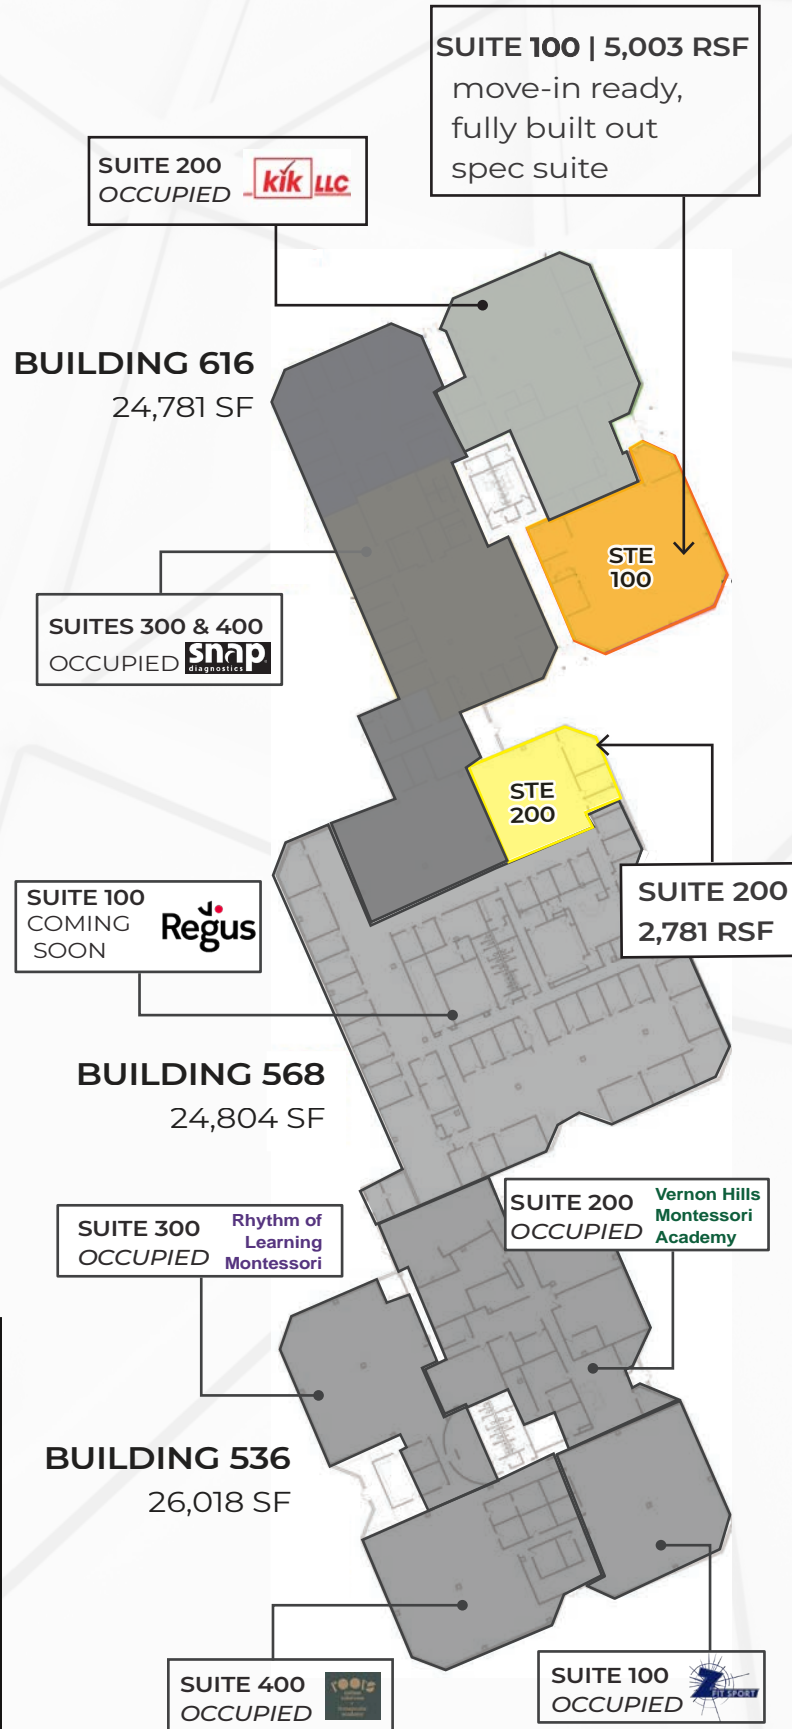 SUITE 100 | 5,003 RSF
move-in ready,
fully built out
spec suite
SUITE 200
OCCUPIED
kik LLC
BUILDING 616
24,781 SF
STE
100
SUITES 300 & 400
OCCUPIED
snap
diagnostics
STE
200
SUITE 200
2,781 RSF
SUITE 100
COMING
SOON
Regus
BUILDING 568
24,804 SF
SUITE 300
OCCUPIED
Rhythm of
Learning
Montessori
SUITE 200
OCCUPIED
Vernon Hills
Montessori
Academy
BUILDING 536
26,018 SF
SUITE 400
OCCUPIED
roots
SUITE 100
OCCUPIED
Z
FIT SPORT